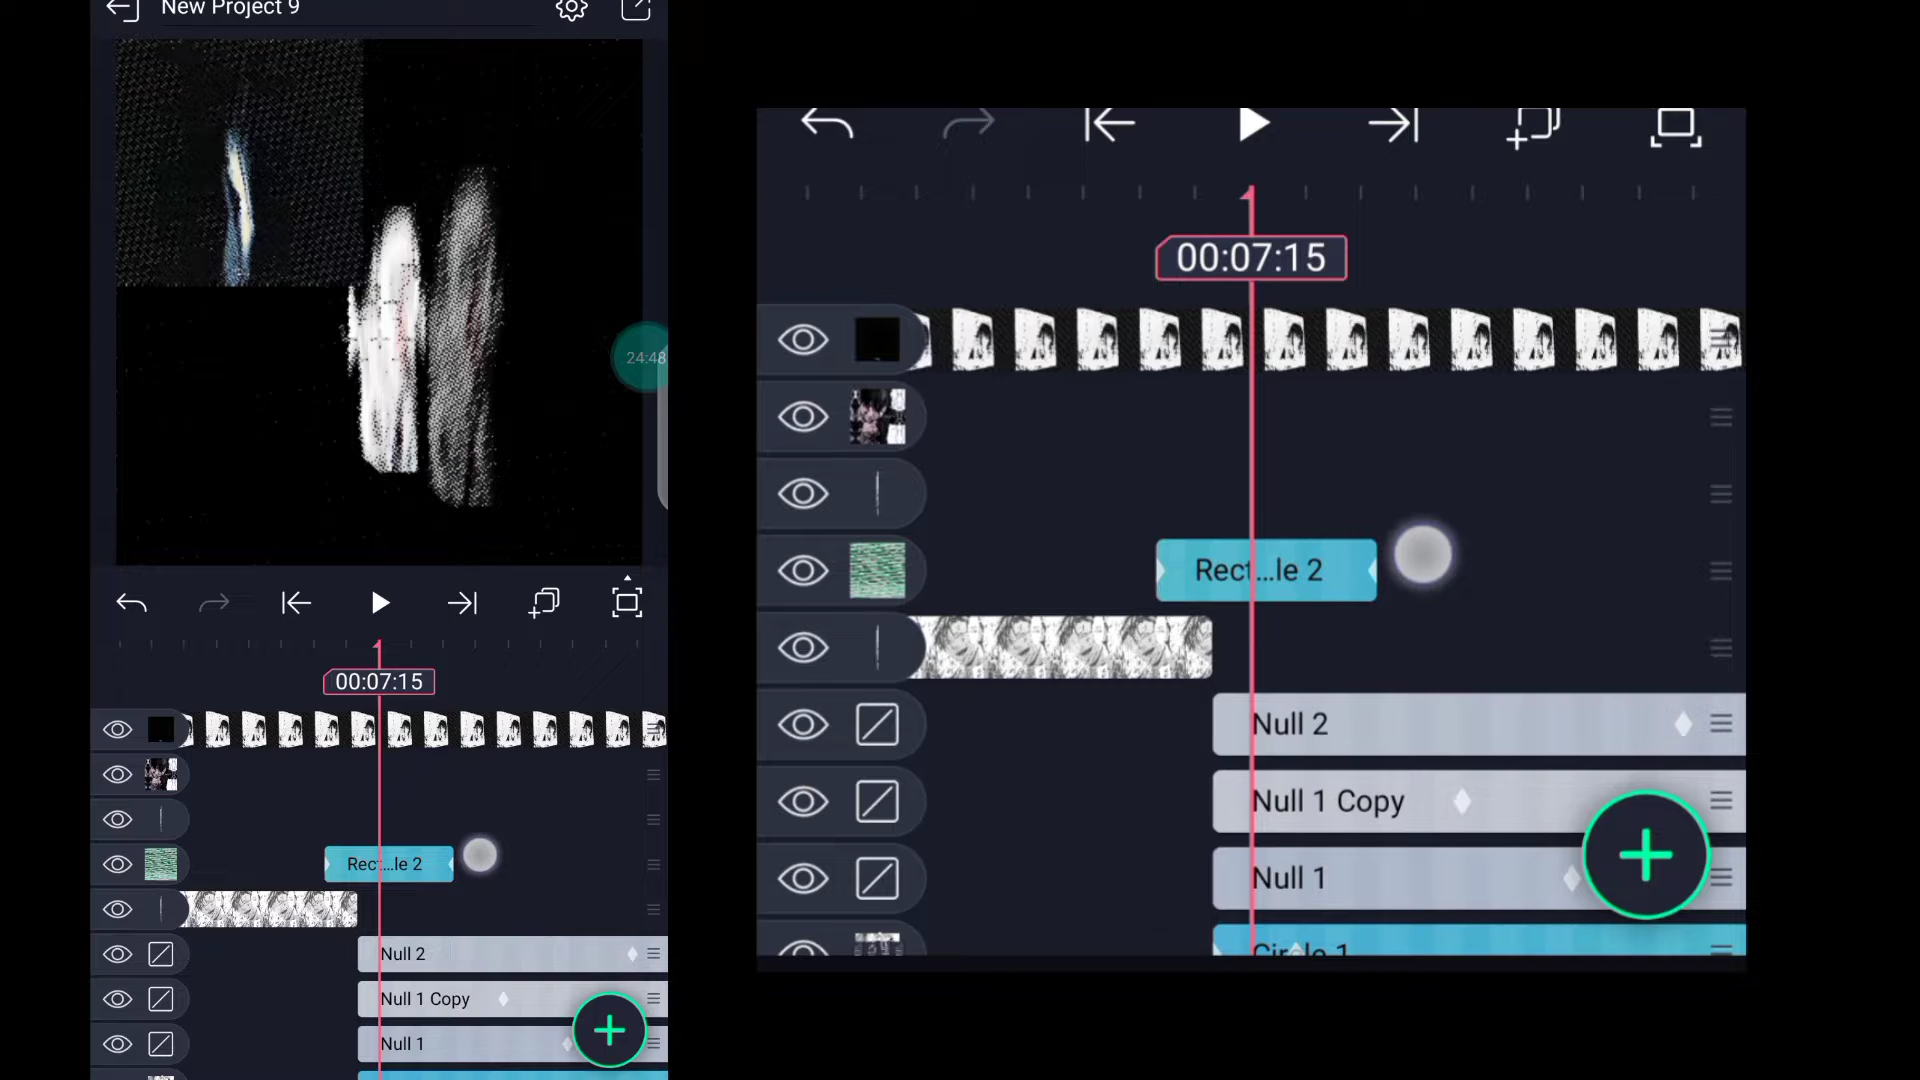 New Project 9
24:48
00:07:15
Rect...le 2
Null 2
Null 1 Copy
Null 1
00:07:15
Rect...le 2
Null 2
Null 1 Copy
Null 1
Circle 1